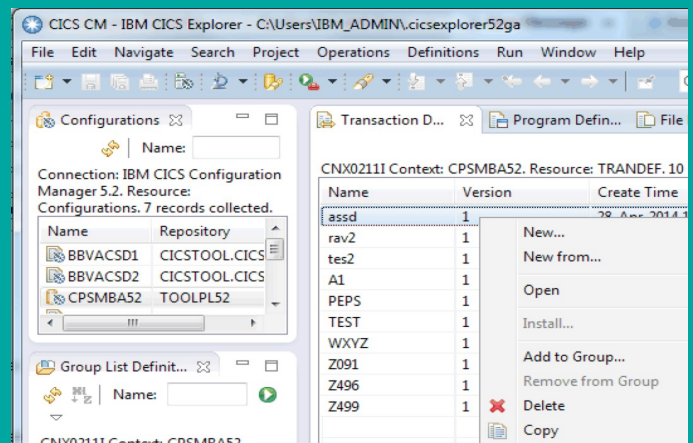 CICS CM - IBM CICS Explorer - C:\Users\IBM_ADMIN\.cicsexplorer52ga
File Edit Navigate Search Project Operations Definitions Run Window Help
Configurations
Name:
Connection: IBM CICS Configuration
Manager 5.2. Resource:
Configurations. 7 records collected.
Name Repository
BBVACSD1 CICSTOOL.CICS
BBVACSD2 CICSTOOL.CICS
CPSMBA52 TOOLPL52
Group List Definit...
Name:
CNX0211I Context: CPSMBA52
Transaction D... Program Defin... File
CNX0211I Context: CPSMBA52. Resource: TRANDEF. 10
Name Version Create Time
assd 1 28 Apr 2014 1
rav2 1
tes2 1
A1 1
PEPS 1
TEST 1
WXYZ 1
Z091 1
Z496 1
Z499 1
New...
New from...
Open
Install...
Add to Group...
Remove from Group
Delete
Copy